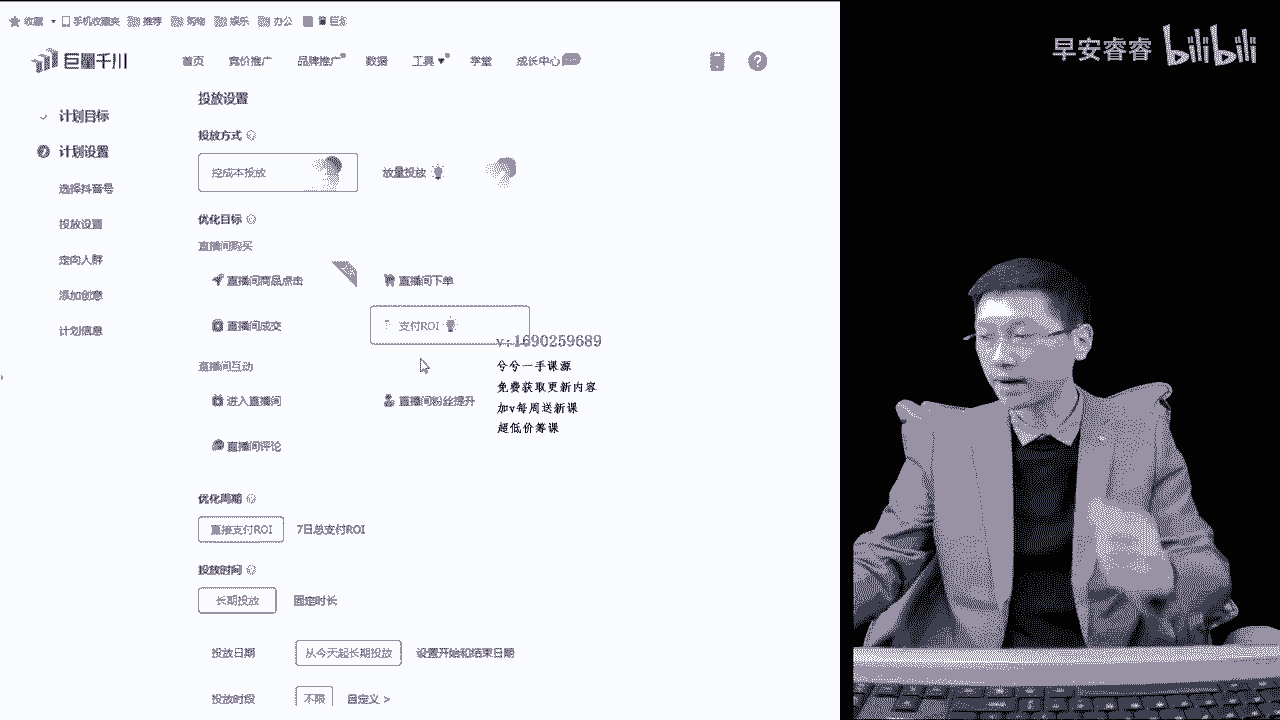 收藏 手机收藏夹 推荐 购物 娱乐 办公
巨量千川 首页 竞价推广 品牌推广 数据 工具 学堂 成长中心
早安睿睿 bilibili
计划目标
计划设置
选择抖音号
投放设置
定向人群
添加创意
计划信息
投放设置
投放方式
控成本投放 放量投放
优化目标
直播间购买
直播间商品点击 直播间下单
直播间成交 支付ROI
直播间互动
进入直播间 直播间粉丝提升
直播间评论
v:1690259689
兮兮一手课源
免费获取更新内容
加v每周送新课
超低价筹课
优化周期
直接支付ROI 7日总支付ROI
投放时间
长期投放 固定时长
投放日期 从今天起长期投放 设置开始和结束日期
投放时段 不限